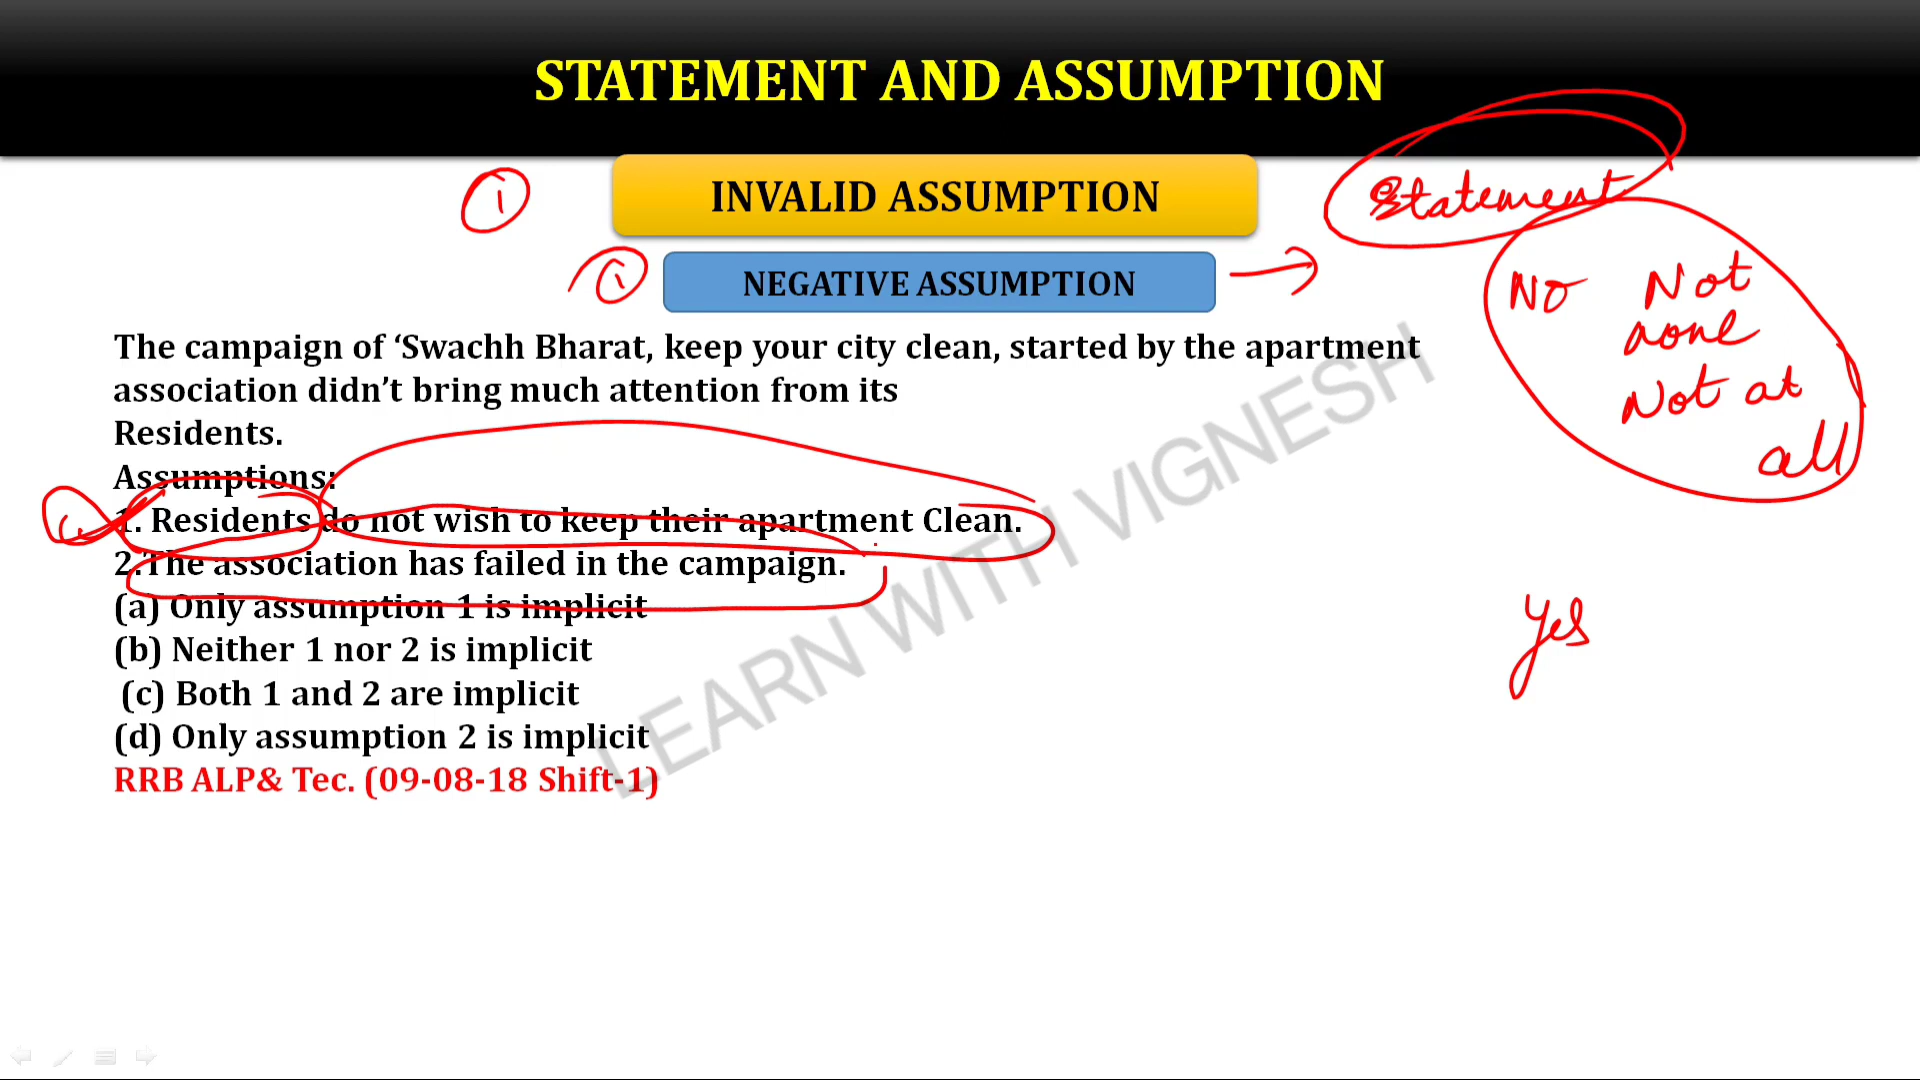 STATEMENT AND ASSUMPTION
1
INVALID ASSUMPTION
Statement
1
NEGATIVE ASSUMPTION
NO Not
none
Not at
all
The campaign of ‘Swachh Bharat, keep your city clean, started by the apartment
association didn’t bring much attention from its
Residents.
Assumptions:
1. Residents do not wish to keep their apartment Clean.
2.The association has failed in the campaign.
(a) Only assumption 1 is implicit
(b) Neither 1 nor 2 is implicit
(c) Both 1 and 2 are implicit
(d) Only assumption 2 is implicit
RRB ALP& Tec. (09-08-18 Shift-1)
Yes
LEARN WITH VIGNESH